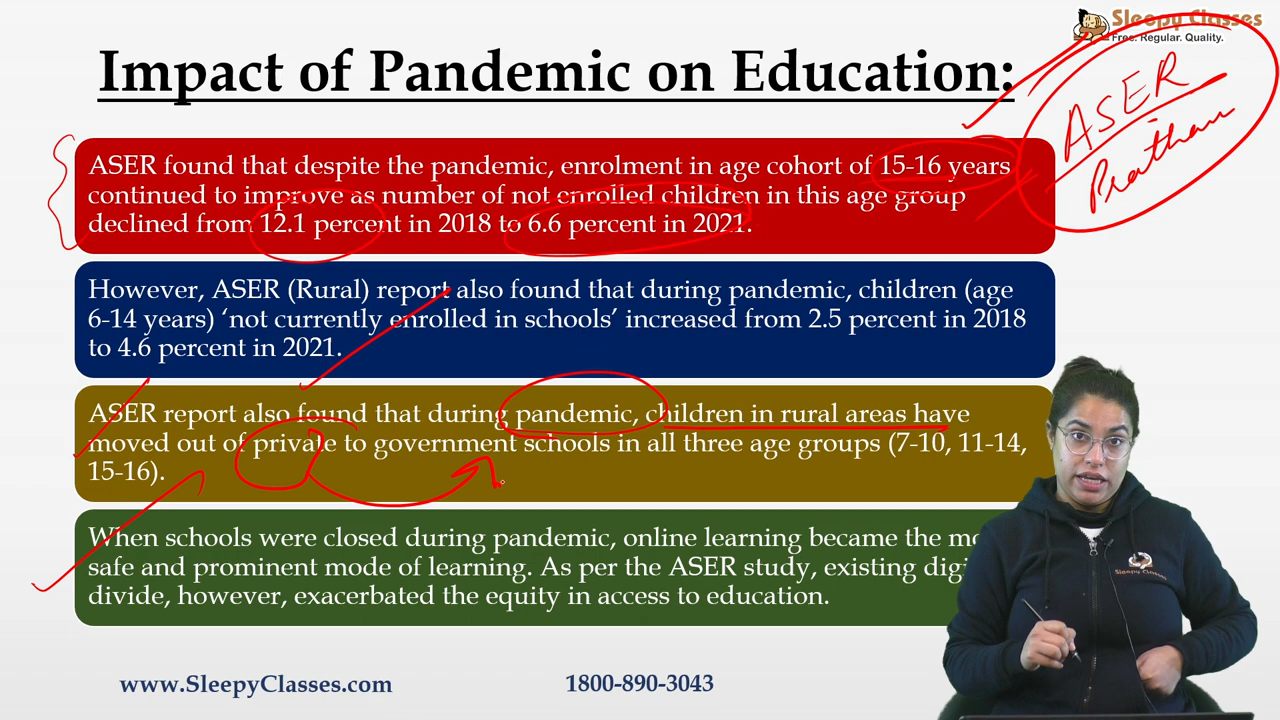 Sleepy Classes
Free. Regular. Quality.
Impact of Pandemic on Education:
ASER
Pratham
ASER found that despite the pandemic, enrolment in age cohort of 15-16 years
continued to improve as number of not enrolled children in this age group
declined from 12.1 percent in 2018 to 6.6 percent in 2021.
However, ASER (Rural) report also found that during pandemic, children (age
6-14 years) ‘not currently enrolled in schools’ increased from 2.5 percent in 2018
to 4.6 percent in 2021.
ASER report also found that during pandemic, children in rural areas have
moved out of private to government schools in all three age groups (7-10, 11-14,
15-16).
When schools were closed during pandemic, online learning became the
safe and prominent mode of learning. As per the ASER study, existing
divide, however, exacerbated the equity in access to education.
Sleepy Classes
www.SleepyClasses.com
1800-890-3043